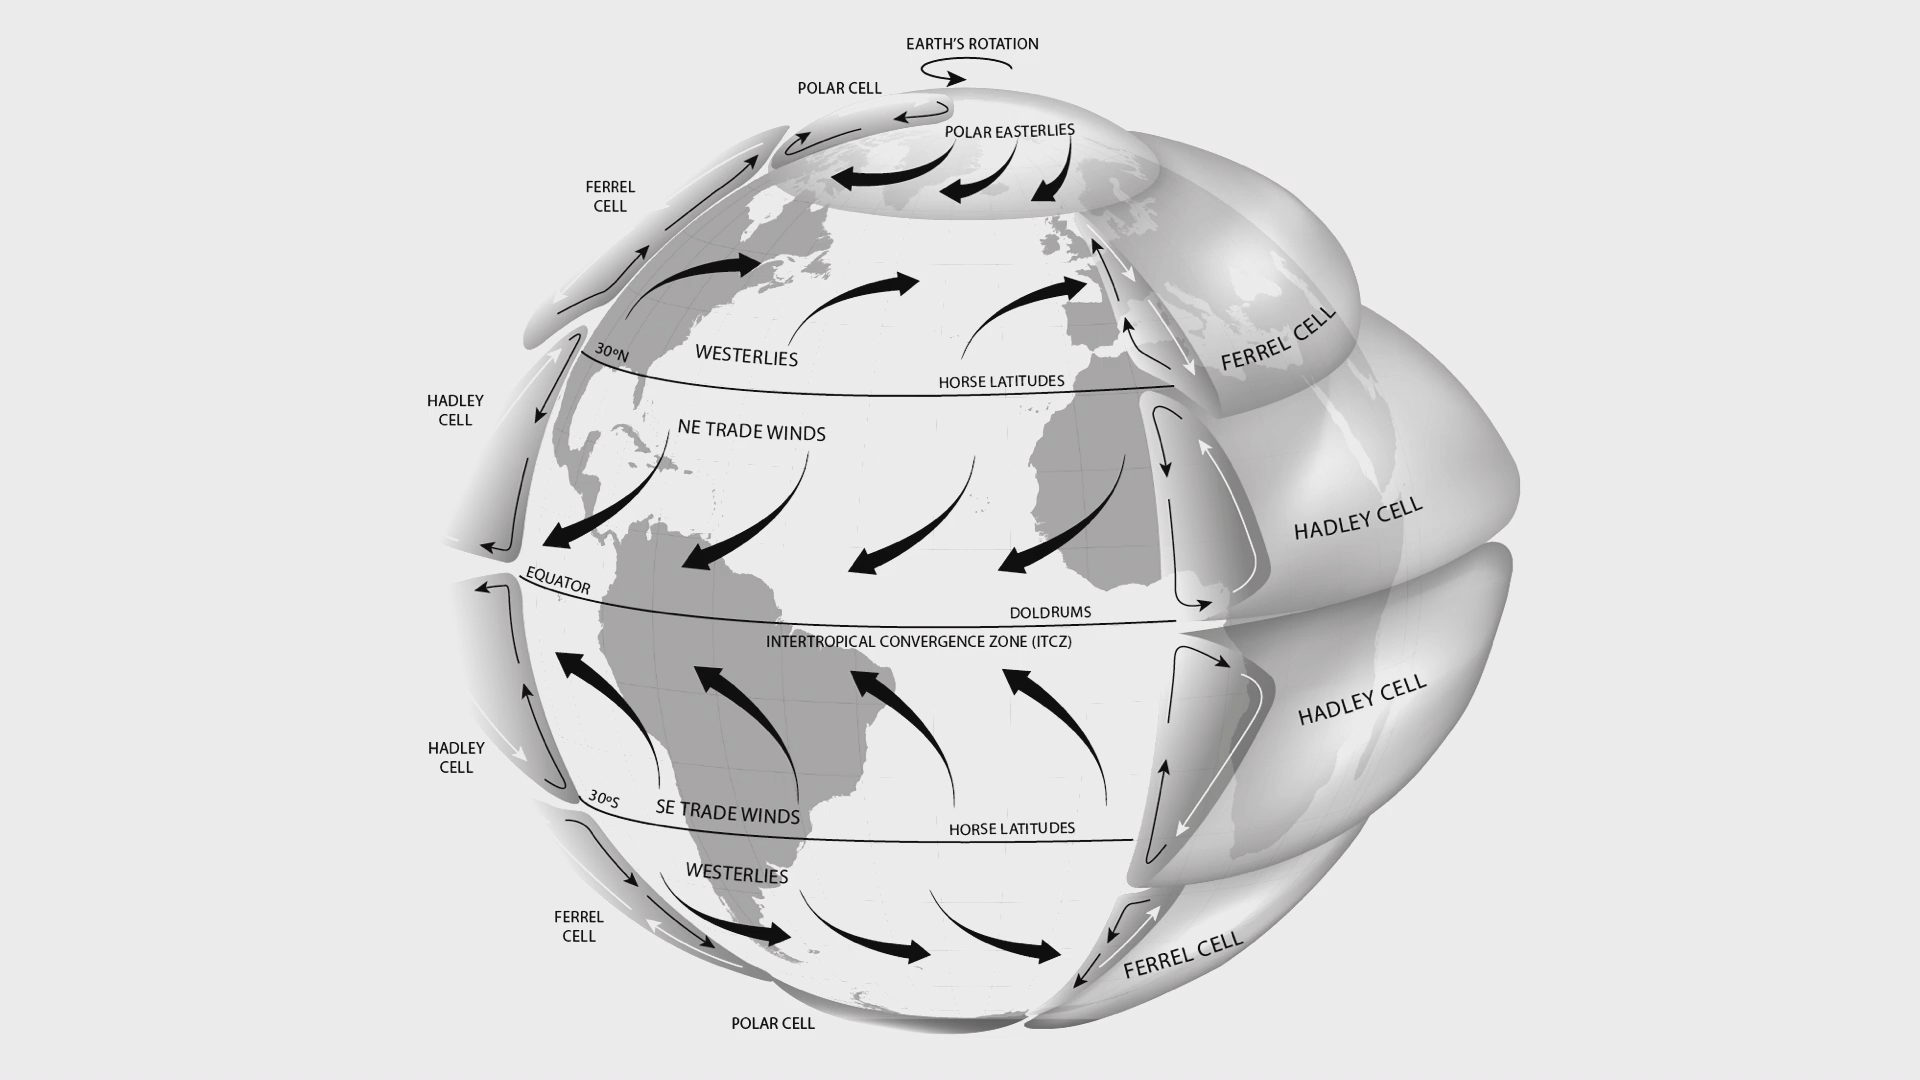 EARTH'S ROTATION
POLAR CELL
POLAR EASTERLIES
FERREL
CELL
FERREL CELL
30ºN
WESTERLIES
HORSE LATITUDES
HADLEY
CELL
NE TRADE WINDS
HADLEY CELL
EQUATOR
DOLDRUMS
INTERTROPICAL CONVERGENCE ZONE (ITCZ)
HADLEY CELL
HADLEY
CELL
30ºS
SE TRADE WINDS
HORSE LATITUDES
WESTERLIES
FERREL
CELL
FERREL CELL
POLAR CELL